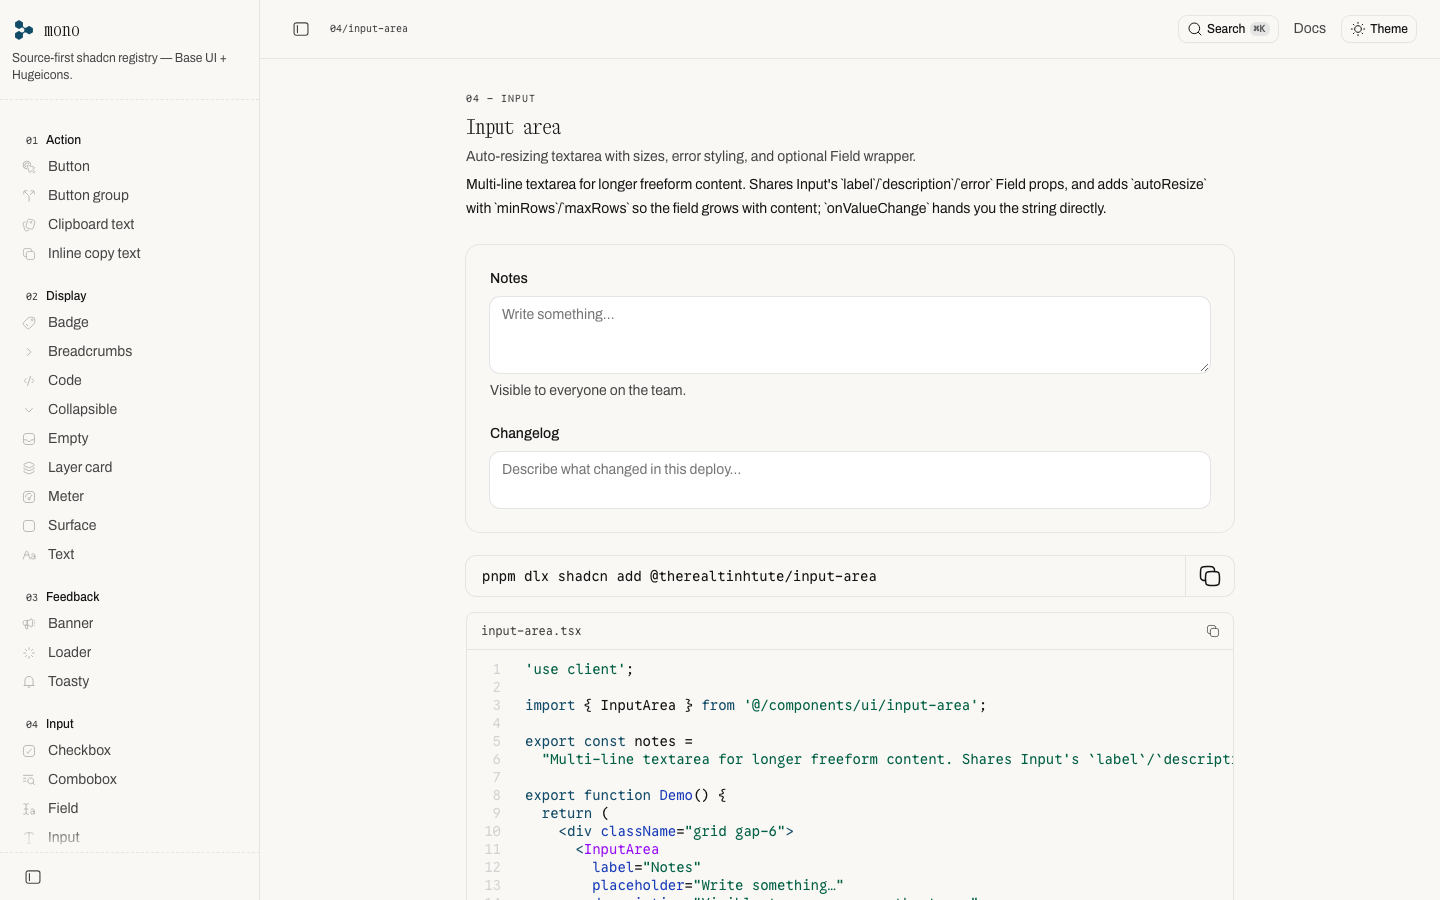 mono
Source-first shadcn registry — Base UI +
Hugeicons.
01 Action
Button
Button group
Clipboard text
Inline copy text
02 Display
Badge
Breadcrumbs
Code
Collapsible
Empty
Layer card
Meter
Surface
Text
03 Feedback
Banner
Loader
Toasty
04 Input
Checkbox
Combobox
Field
Input
04/input-area
Search ⌘K
Docs
Theme
04 — INPUT
Input area
Auto-resizing textarea with sizes, error styling, and optional Field wrapper.
Multi-line textarea for longer freeform content. Shares Input's `label`/`description`/`error` Field props, and adds `autoResize`
with `minRows`/`maxRows` so the field grows with content; `onValueChange` hands you the string directly.
Notes
Write something…
Visible to everyone on the team.
Changelog
Describe what changed in this deploy…
pnpm dlx shadcn add @therealtinhtute/input-area
input-area.tsx
1 'use client';
2
3 import { InputArea } from '@/components/ui/input-area';
4
5 export const notes =
6 "Multi-line textarea for longer freeform content. Shares Input's `label`/`descript
7
8 export function Demo() {
9 return (
10 <div className="grid gap-6">
11 <InputArea
12 label="Notes"
13 placeholder="Write something…"